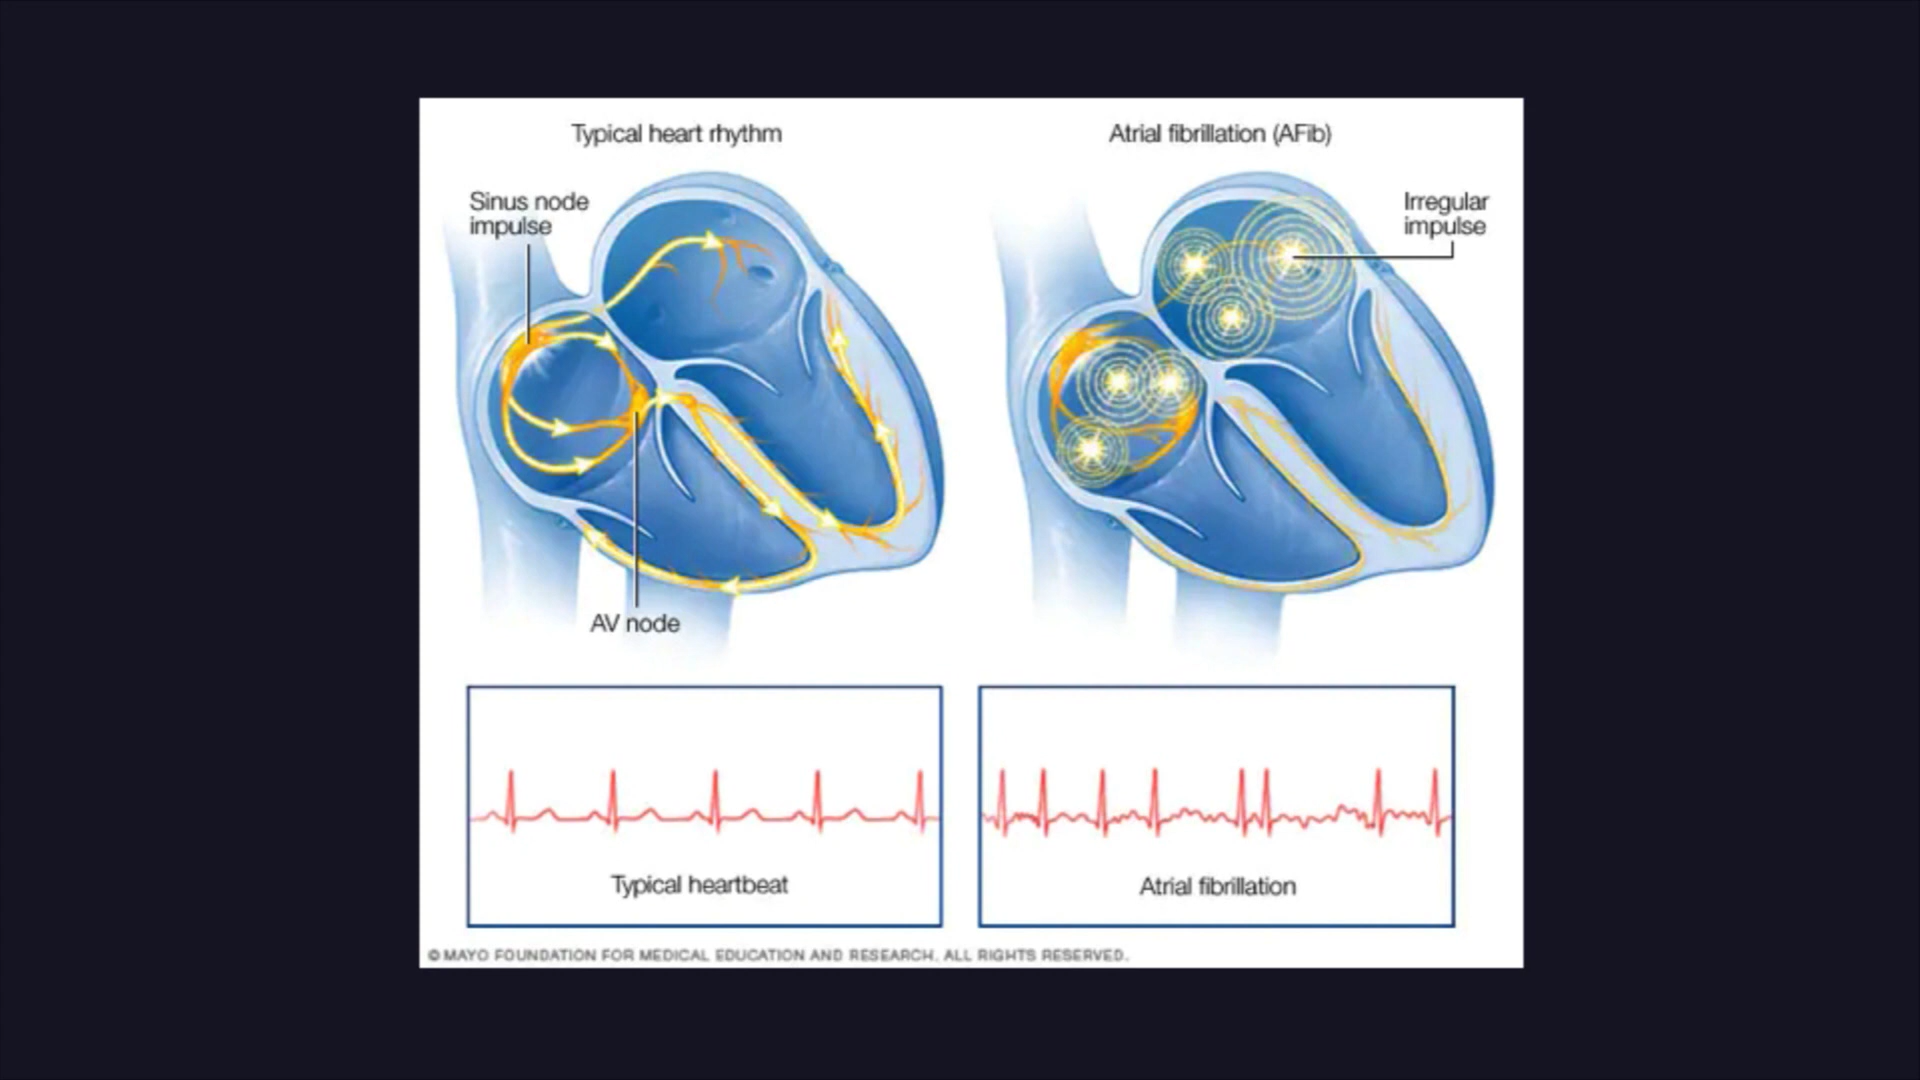 Typical heart rhythm
Atrial fibrillation (AFib)
Sinus node
impulse
Irregular
impulse
AV node
Typical heartbeat
Atrial fibrillation
© MAYO FOUNDATION FOR MEDICAL EDUCATION AND RESEARCH. ALL RIGHTS RESERVED.